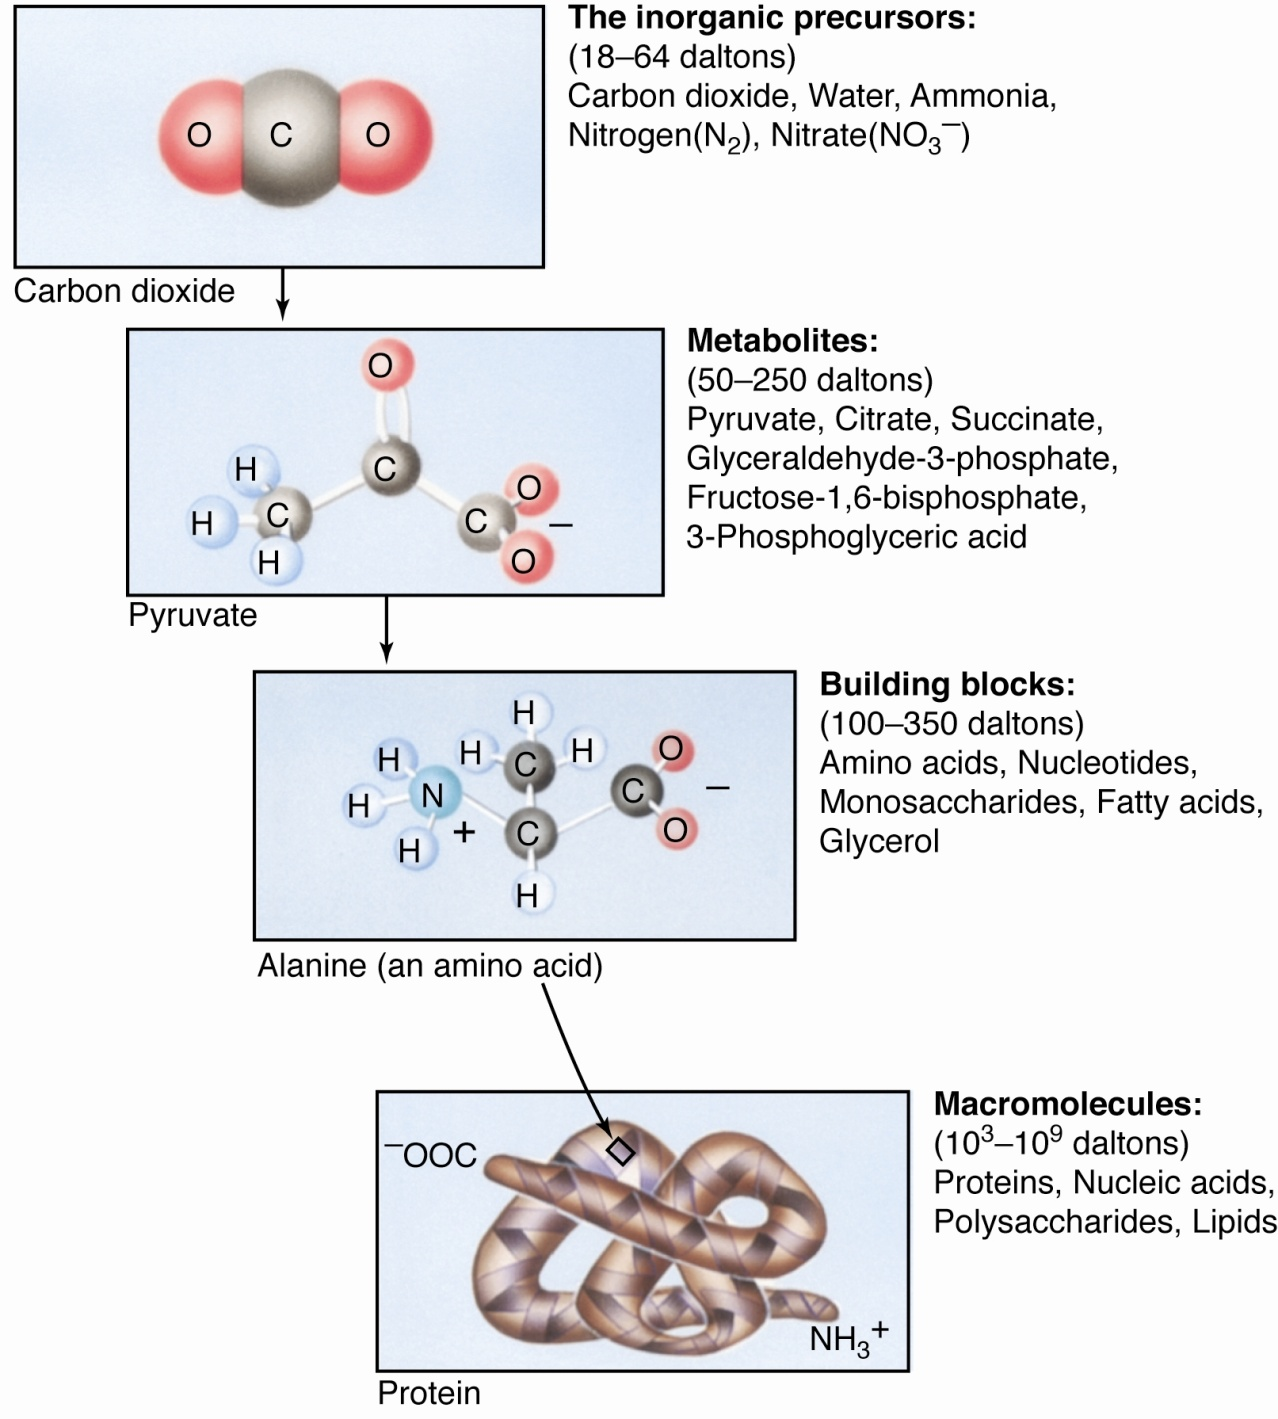 The inorganic precursors:
(18–64 daltons)
Carbon dioxide, Water, Ammonia,
Nitrogen(N₂), Nitrate(NO₃⁻)
O C O
Carbon dioxide
Metabolites:
(50–250 daltons)
Pyruvate, Citrate, Succinate,
Glyceraldehyde-3-phosphate,
Fructose-1,6-bisphosphate,
3-Phosphoglyceric acid
O
C
H
O
H C C –
H O
Pyruvate
Building blocks:
(100–350 daltons)
Amino acids, Nucleotides,
Monosaccharides, Fatty acids,
Glycerol
H
H H C H O
H N C –
H + C O
H
Alanine (an amino acid)
Macromolecules:
(10³–10⁹ daltons)
Proteins, Nucleic acids,
Polysaccharides, Lipids
⁻OOC
NH₃⁺
Protein